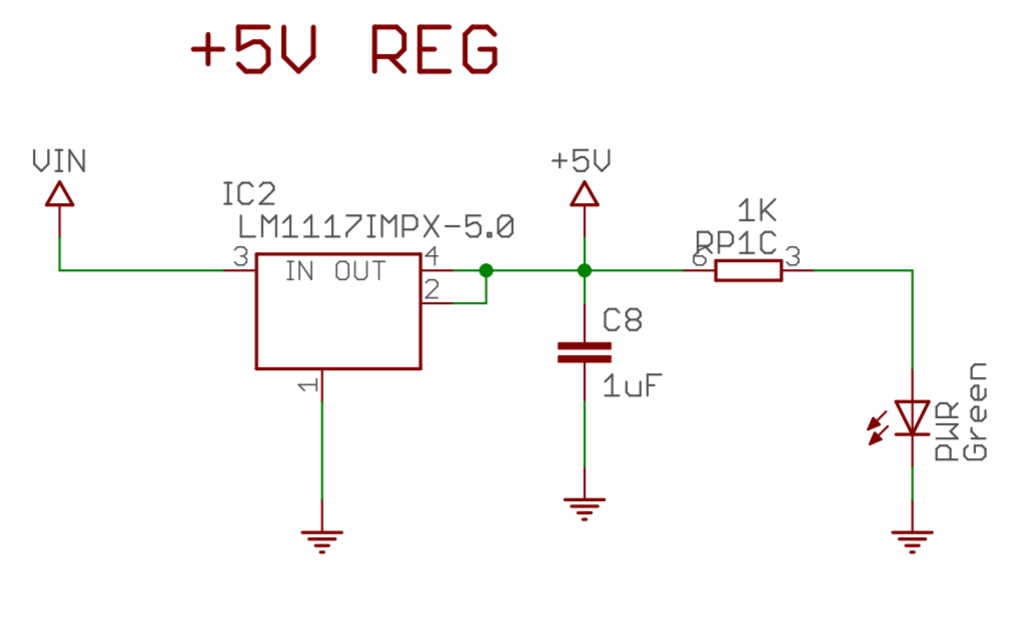 +5V REG
VIN
+5V
IC2
LM1117IMPX-5.0
1K
RP1C
3
IN OUT
4
2
6
3
1
C8
1uF
PWR
Green